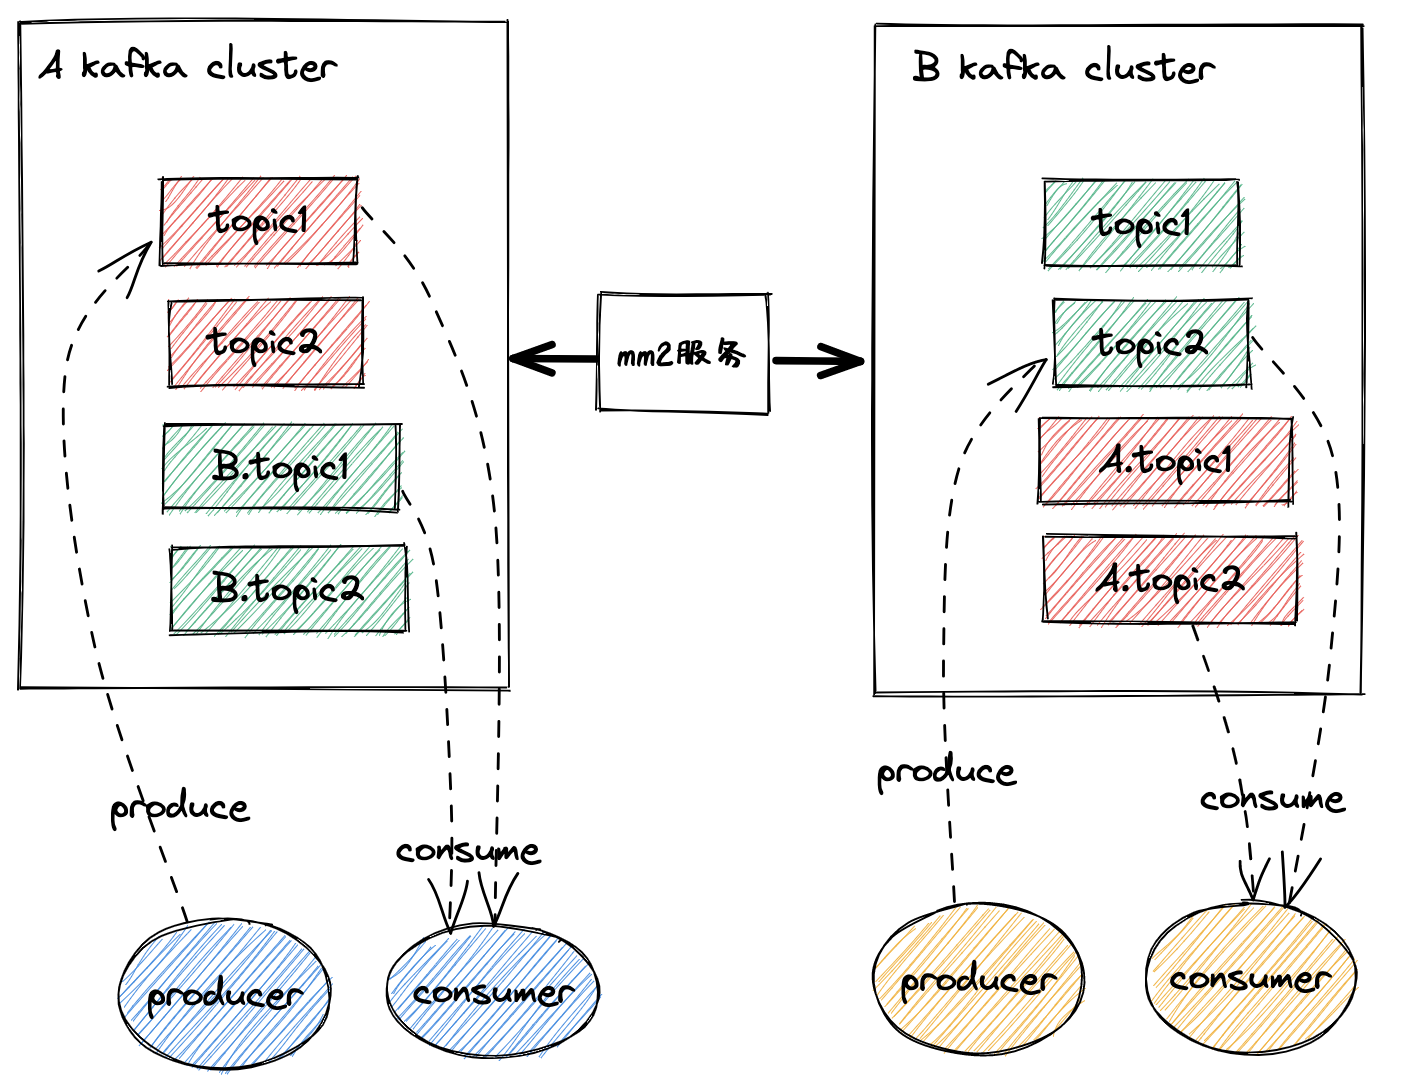 A kafka cluster
topic1
topic2
B.topic1
B.topic2
mm2服务
B kafka cluster
topic1
topic2
A.topic1
A.topic2
produce
consume
produce
consume
producer
consumer
producer
consumer